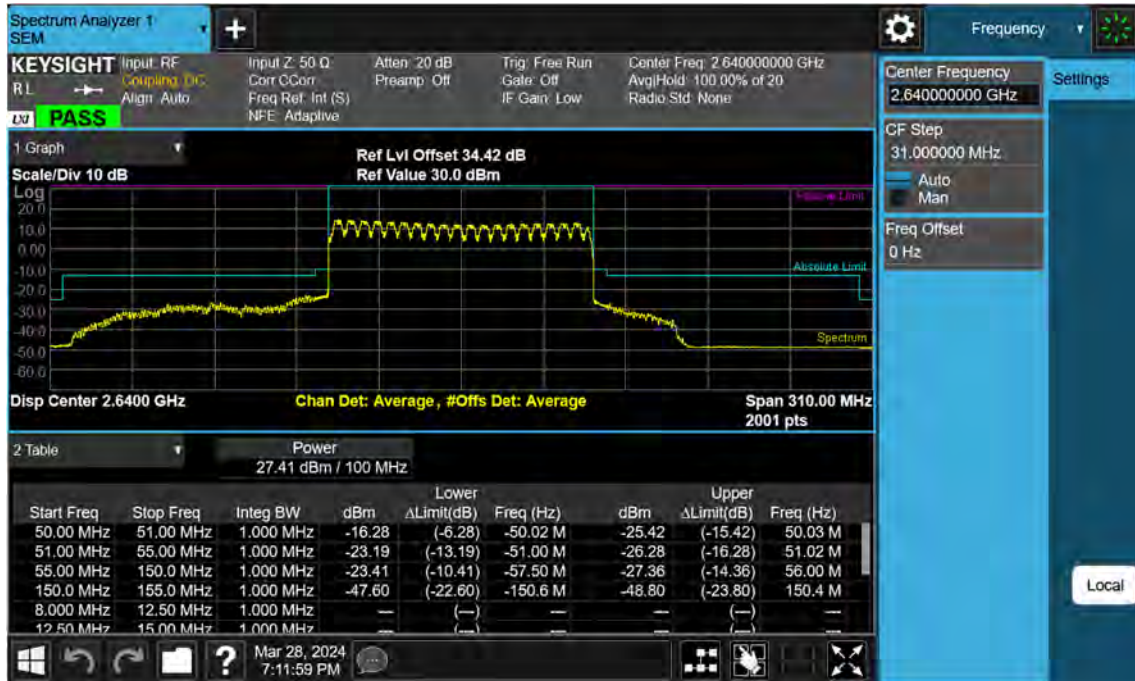 Spectrum Analyzer 1
SEM
Frequency
KEYSIGHT
RL
LXI PASS
Input: RF
Coupling: DC
Align: Auto
Input Z: 50 Ω
Corr CCorr
Freq Ref: Int (S)
NFE: Adaptive
Atten: 20 dB
Preamp: Off
Trig: Free Run
Gate: Off
IF Gain: Low
Center Freq: 2.640000000 GHz
Avg|Hold: 100.00% of 20
Radio Std: None
Center Frequency
2.640000000 GHz
Settings
CF Step
31.000000 MHz
Auto
Man
Freq Offset
0 Hz
Local
1 Graph
Scale/Div 10 dB
Ref Lvl Offset 34.42 dB
Ref Value 30.0 dBm
Log
20.0
10.0
0.00
-10.0
-20.0
-30.0
-40.0
-50.0
-60.0
Relative Limit
Absolute Limit
Spectrum
Disp Center 2.6400 GHz
Chan Det: Average, #Offs Det: Average
Span 310.00 MHz
2001 pts
2 Table
Power
27.41 dBm / 100 MHz
Lower Upper
Start Freq Stop Freq Integ BW dBm ΔLimit(dB) Freq (Hz) dBm ΔLimit(dB) Freq (Hz)
50.00 MHz 51.00 MHz 1.000 MHz -16.28 (-6.28) -50.02 M -25.42 (-15.42) 50.03 M
51.00 MHz 55.00 MHz 1.000 MHz -23.19 (-13.19) -51.00 M -26.28 (-16.28) 51.02 M
55.00 MHz 150.0 MHz 1.000 MHz -23.41 (-10.41) -57.50 M -27.36 (-14.36) 56.00 M
150.0 MHz 155.0 MHz 1.000 MHz -47.60 (-22.60) -150.6 M -48.80 (-23.80) 150.4 M
8.000 MHz 12.50 MHz 1.000 MHz --- (---) --- --- (---) ---
12.50 MHz 15.00 MHz 1.000 MHz --- (---) --- --- (---) ---
Mar 28, 2024
7:11:59 PM